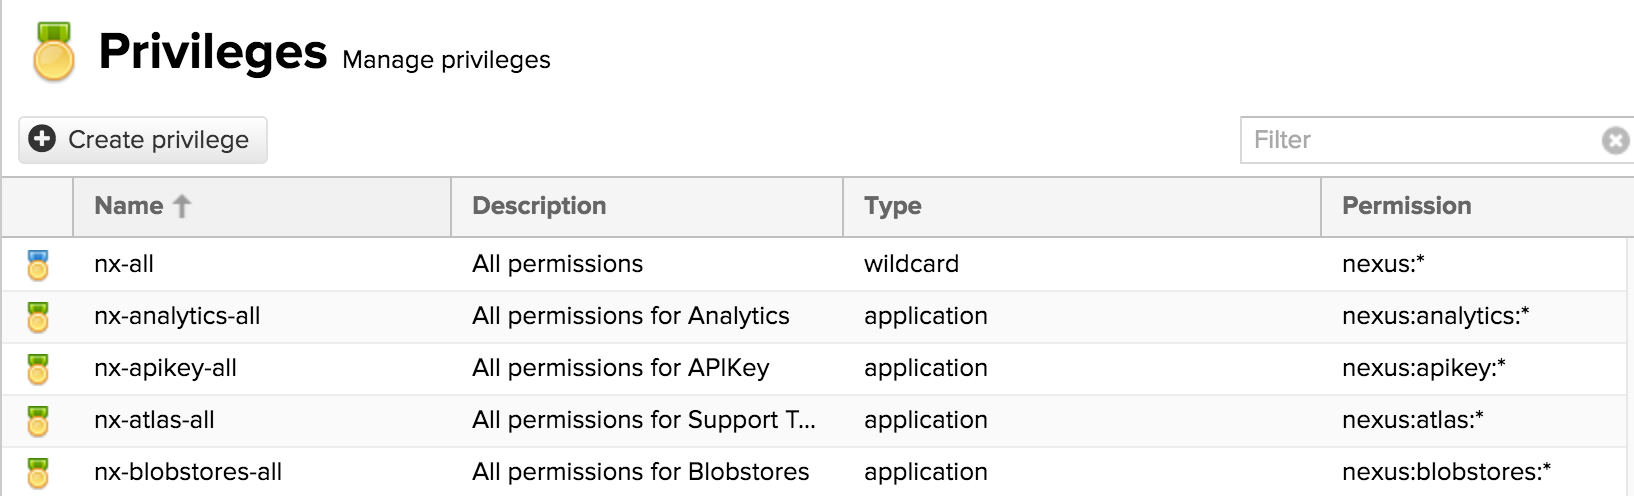 Privileges Manage privileges
Create privilege Filter
Name Description Type Permission
nx-all All permissions wildcard nexus:*
nx-analytics-all All permissions for Analytics application nexus:analytics:*
nx-apikey-all All permissions for APIKey application nexus:apikey:*
nx-atlas-all All permissions for Support T... application nexus:atlas:*
nx-blobstores-all All permissions for Blobstores application nexus:blobstores:*